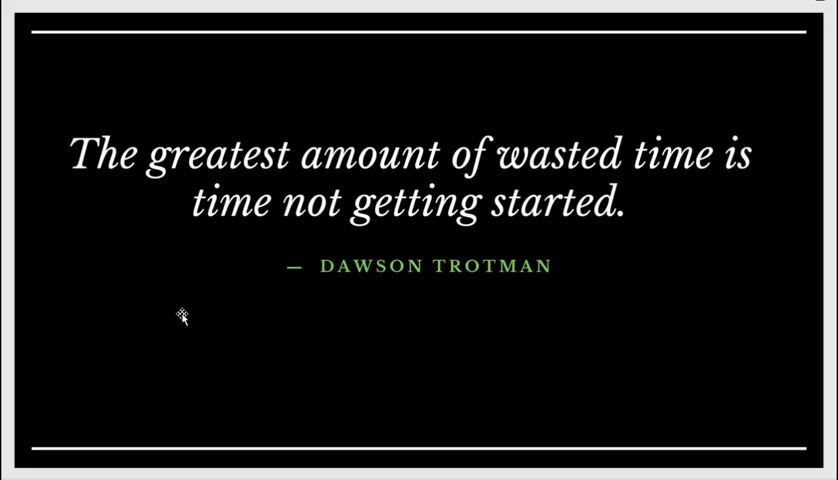 The greatest amount of wasted time is
time not getting started.
— DAWSON TROTMAN